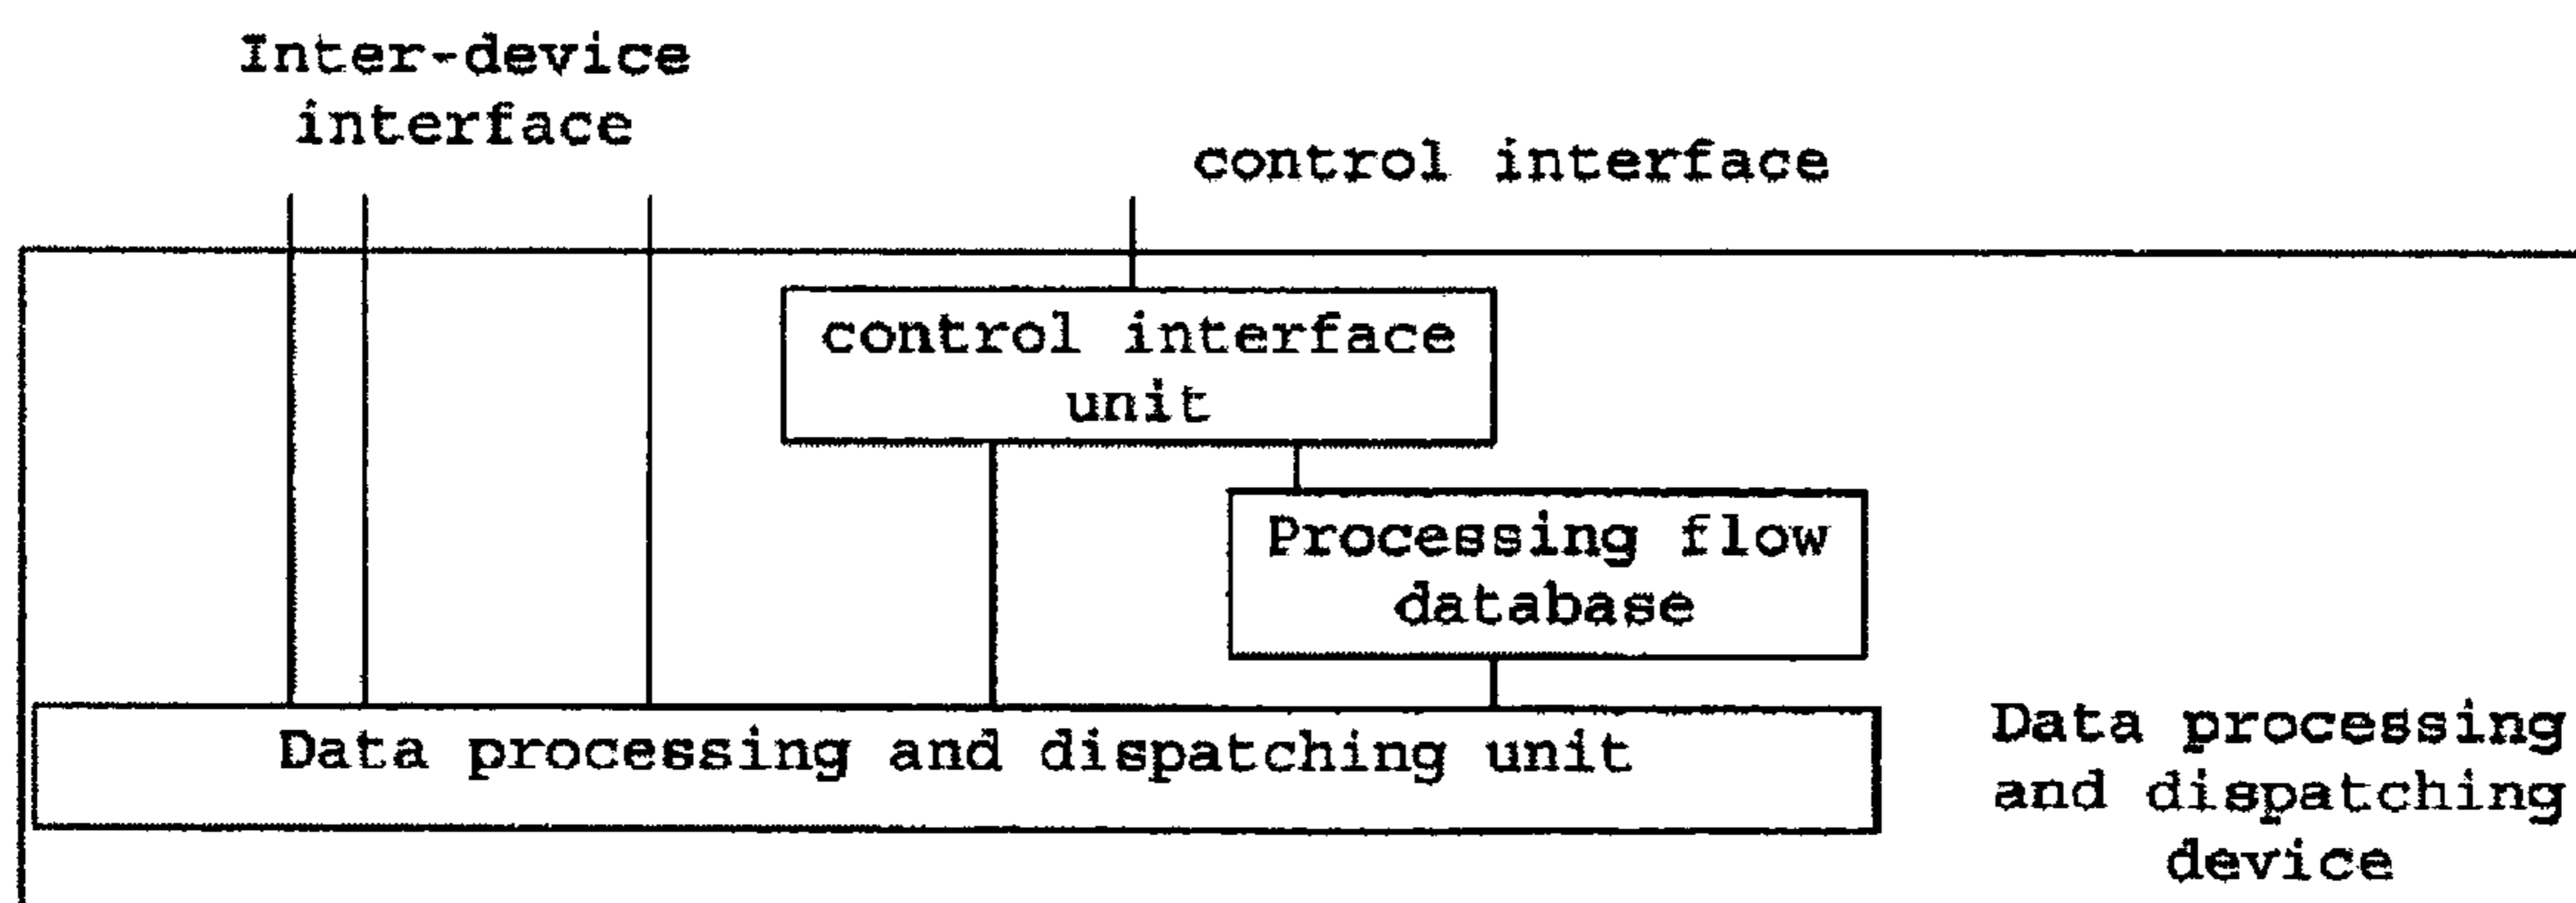 Inter-device
interface
control interface
control interface
unit
Processing flow
database
Data processing and dispatching unit
Data processing
and dispatching
device